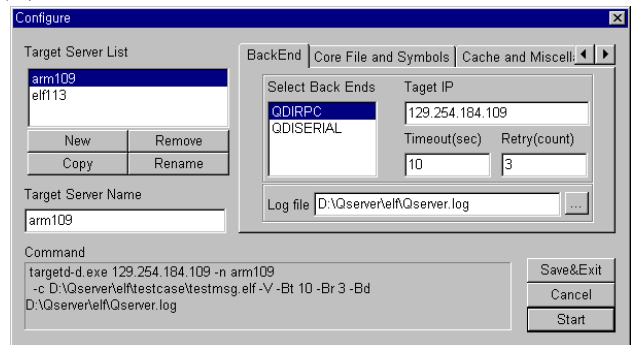 Configure
Target Server List
arm109
elf113
New
Remove
Copy
Rename
Target Server Name
arm109
BackEnd
Core File and Symbols
Cache and Miscell
Select Back Ends
QDIRPC
QDISERIAL
Taget IP
129.254.184.109
Timeout(sec)
Retry(count)
10
3
Log file
D:\Qserver\elf\Qserver.log
...
Command
targetd-d.exe 129.254.184.109 -n arm109
-c D:\Qserver\elf\testcase\testmsg.elf -V -Bt 10 -Br 3 -Bd
D:\Qserver\elf\Qserver.log
Save&Exit
Cancel
Start